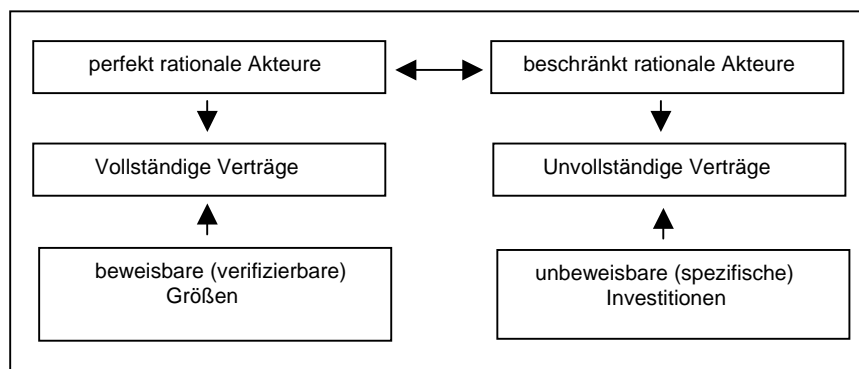 perfekt rationale Akteure
beschränkt rationale Akteure
Vollständige Verträge
Unvollständige Verträge
beweisbare (verifizierbare)
Größen
unbeweisbare (spezifische)
Investitionen